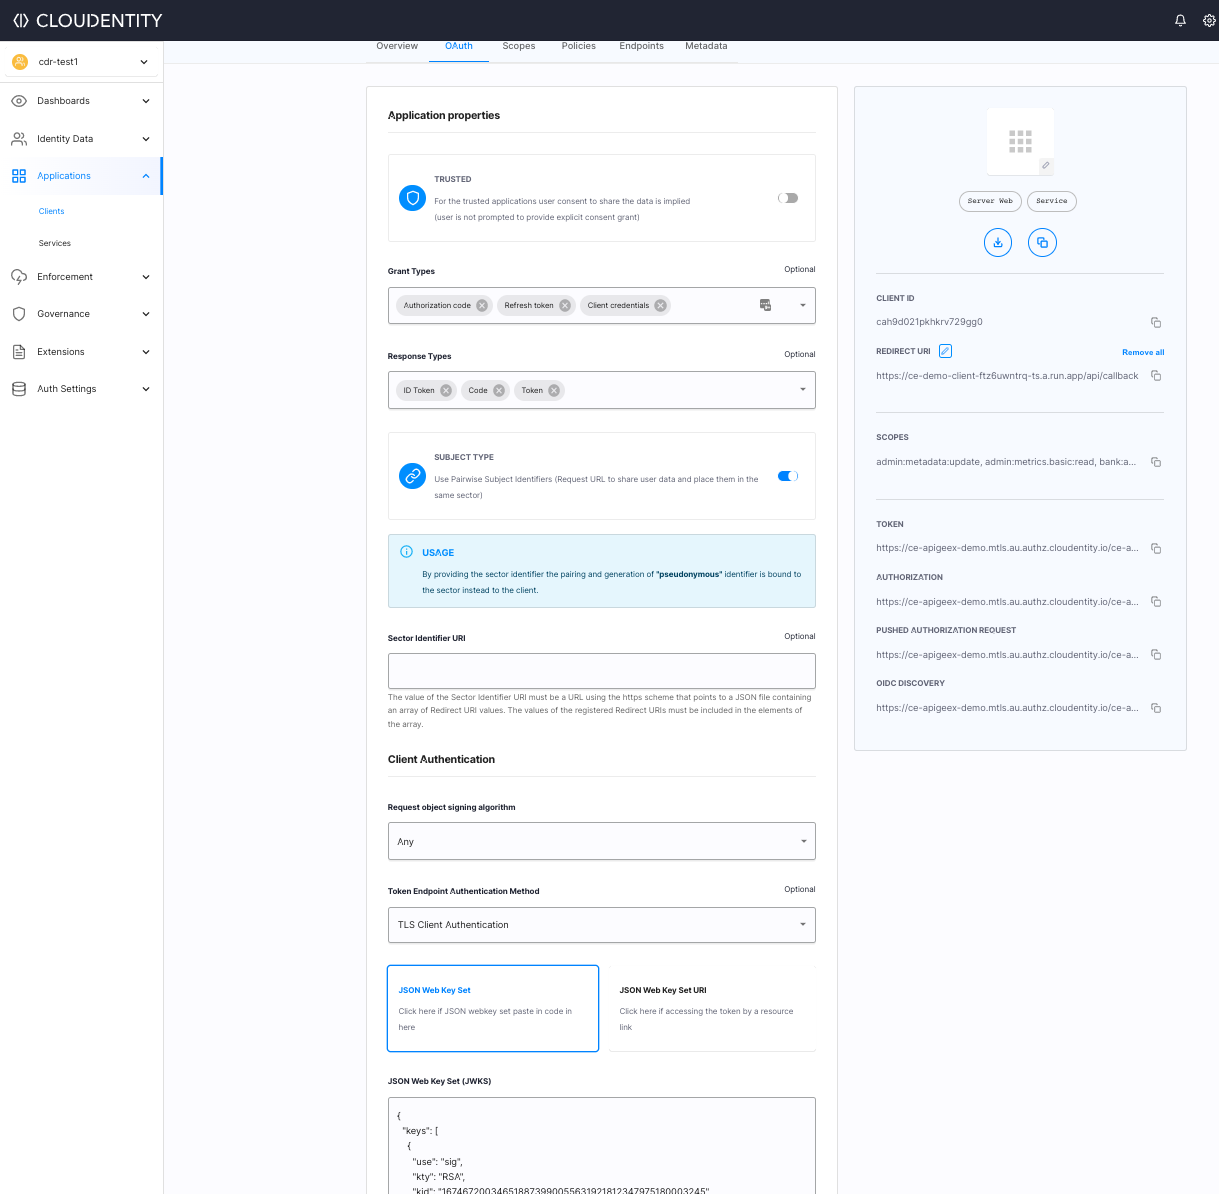 CLOUDENTITY
cdr-test1
Dashboards
Identity Data
Applications
Clients
Services
Enforcement
Governance
Extensions
Auth Settings
Overview
OAuth
Scopes
Policies
Endpoints
Metadata
Application properties
TRUSTED
For the trusted applications user consent to share the data is implied
(user is not prompted to provide explicit consent grant)
Grant Types
Optional
Authorization code
Refresh token
Client credentials
Response Types
Optional
ID Token
Code
Token
SUBJECT TYPE
Use Pairwise Subject Identifiers (Request URL to share user data and place them in the
same sector)
USAGE
By providing the sector identifier the pairing and generation of "pseudonymous" identifier is bound to
the sector instead to the client.
Sector Identifier URI
Optional
The value of the Sector Identifier URI must be a URL using the https scheme that points to a JSON file containing
an array of Redirect URI values. The values of the registered Redirect URIs must be included in the elements of
the array.
Client Authentication
Request object signing algorithm
Any
Token Endpoint Authentication Method
Optional
TLS Client Authentication
JSON Web Key Set
Click here if JSON webkey set paste in code in
here
JSON Web Key Set URI
Click here if accessing the token by a resource
link
JSON Web Key Set (JWKS)
{
"keys": [
{
"use": "sig",
"kty": "RSA",
"kid": "167467200346518873990055631921812347975180003245"
Server Web
Service
CLIENT ID
cah9d021pkhkrv729gg0
REDIRECT URI
Remove all
https://ce-demo-client-ftz6uwntrq-ts.a.run.app/api/callback
SCOPES
admin:metadata:update, admin:metrics.basic:read, bank:a...
TOKEN
https://ce-apigeex-demo.mtls.au.authz.cloudentity.io/ce-a...
AUTHORIZATION
https://ce-apigeex-demo.mtls.au.authz.cloudentity.io/ce-a...
PUSHED AUTHORIZATION REQUEST
https://ce-apigeex-demo.mtls.au.authz.cloudentity.io/ce-a...
OIDC DISCOVERY
https://ce-apigeex-demo.mtls.au.authz.cloudentity.io/ce-a...